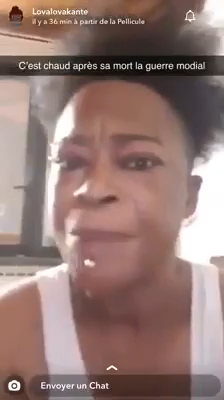 Lovalovakante
il y a 36 min à partir de la Pellicule
C'est chaud après sa mort la guerre modial
Envoyer un Chat